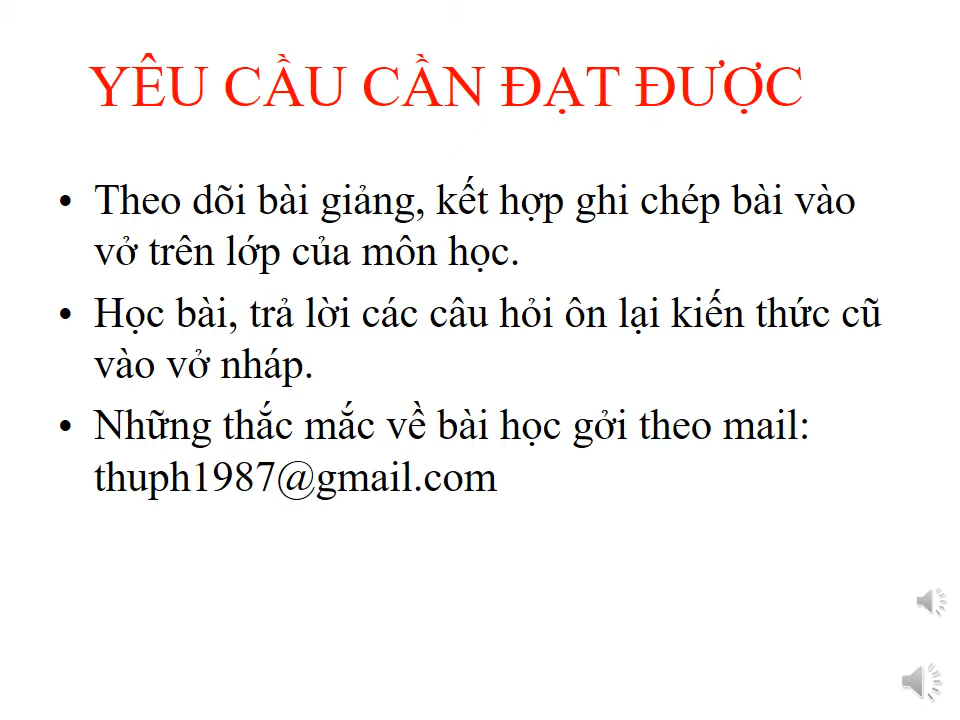 YÊU CẦU CẦN ĐẠT ĐƯỢC
• Theo dõi bài giảng, kết hợp ghi chép bài vào
vở trên lớp của môn học.
• Học bài, trả lời các câu hỏi ôn lại kiến thức cũ
vào vở nháp.
• Những thắc mắc về bài học gởi theo mail:
thuph1987@gmail.com